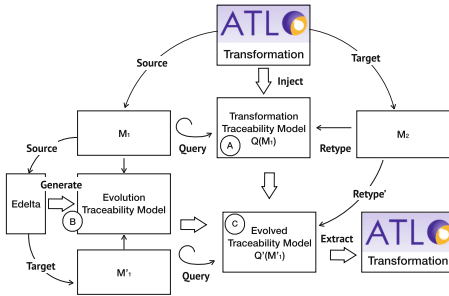 ATL
Transformation
Source
Target
Inject
M1
Query
Transformation
Traceability Model
Q(M1)
A
Retype
M2
Source
Generate
Edelta
Evolution
Traceability Model
B
Retype'
C
Evolved
Traceability Model
Q'(M'1)
Extract
ATL
Transformation
Target
M'1
Query